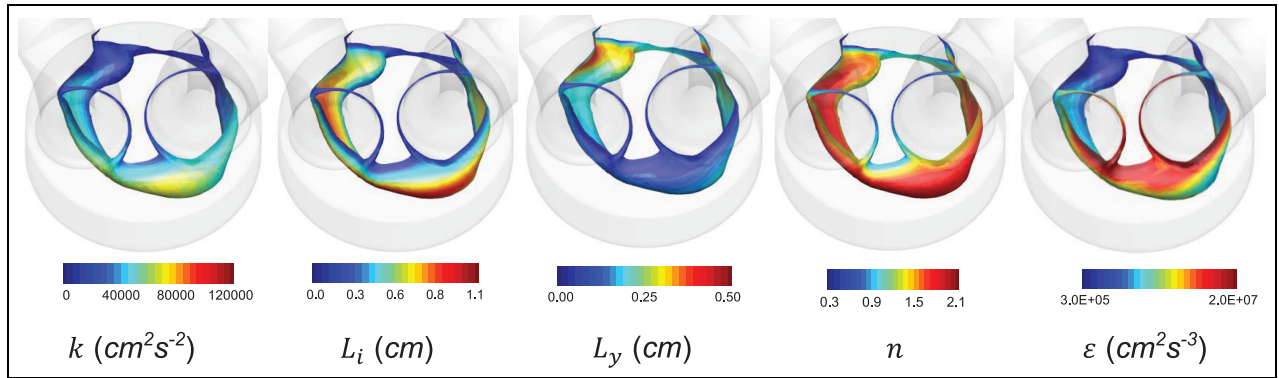 0 40000 80000 120000
k (cm²s⁻²)
0.0 0.3 0.6 0.8 1.1
Lᵢ (cm)
0.00 0.25 0.50
Lᵧ (cm)
0.3 0.9 1.5 2.1
n
3.0E+05 2.0E+07
ε (cm²s⁻³)